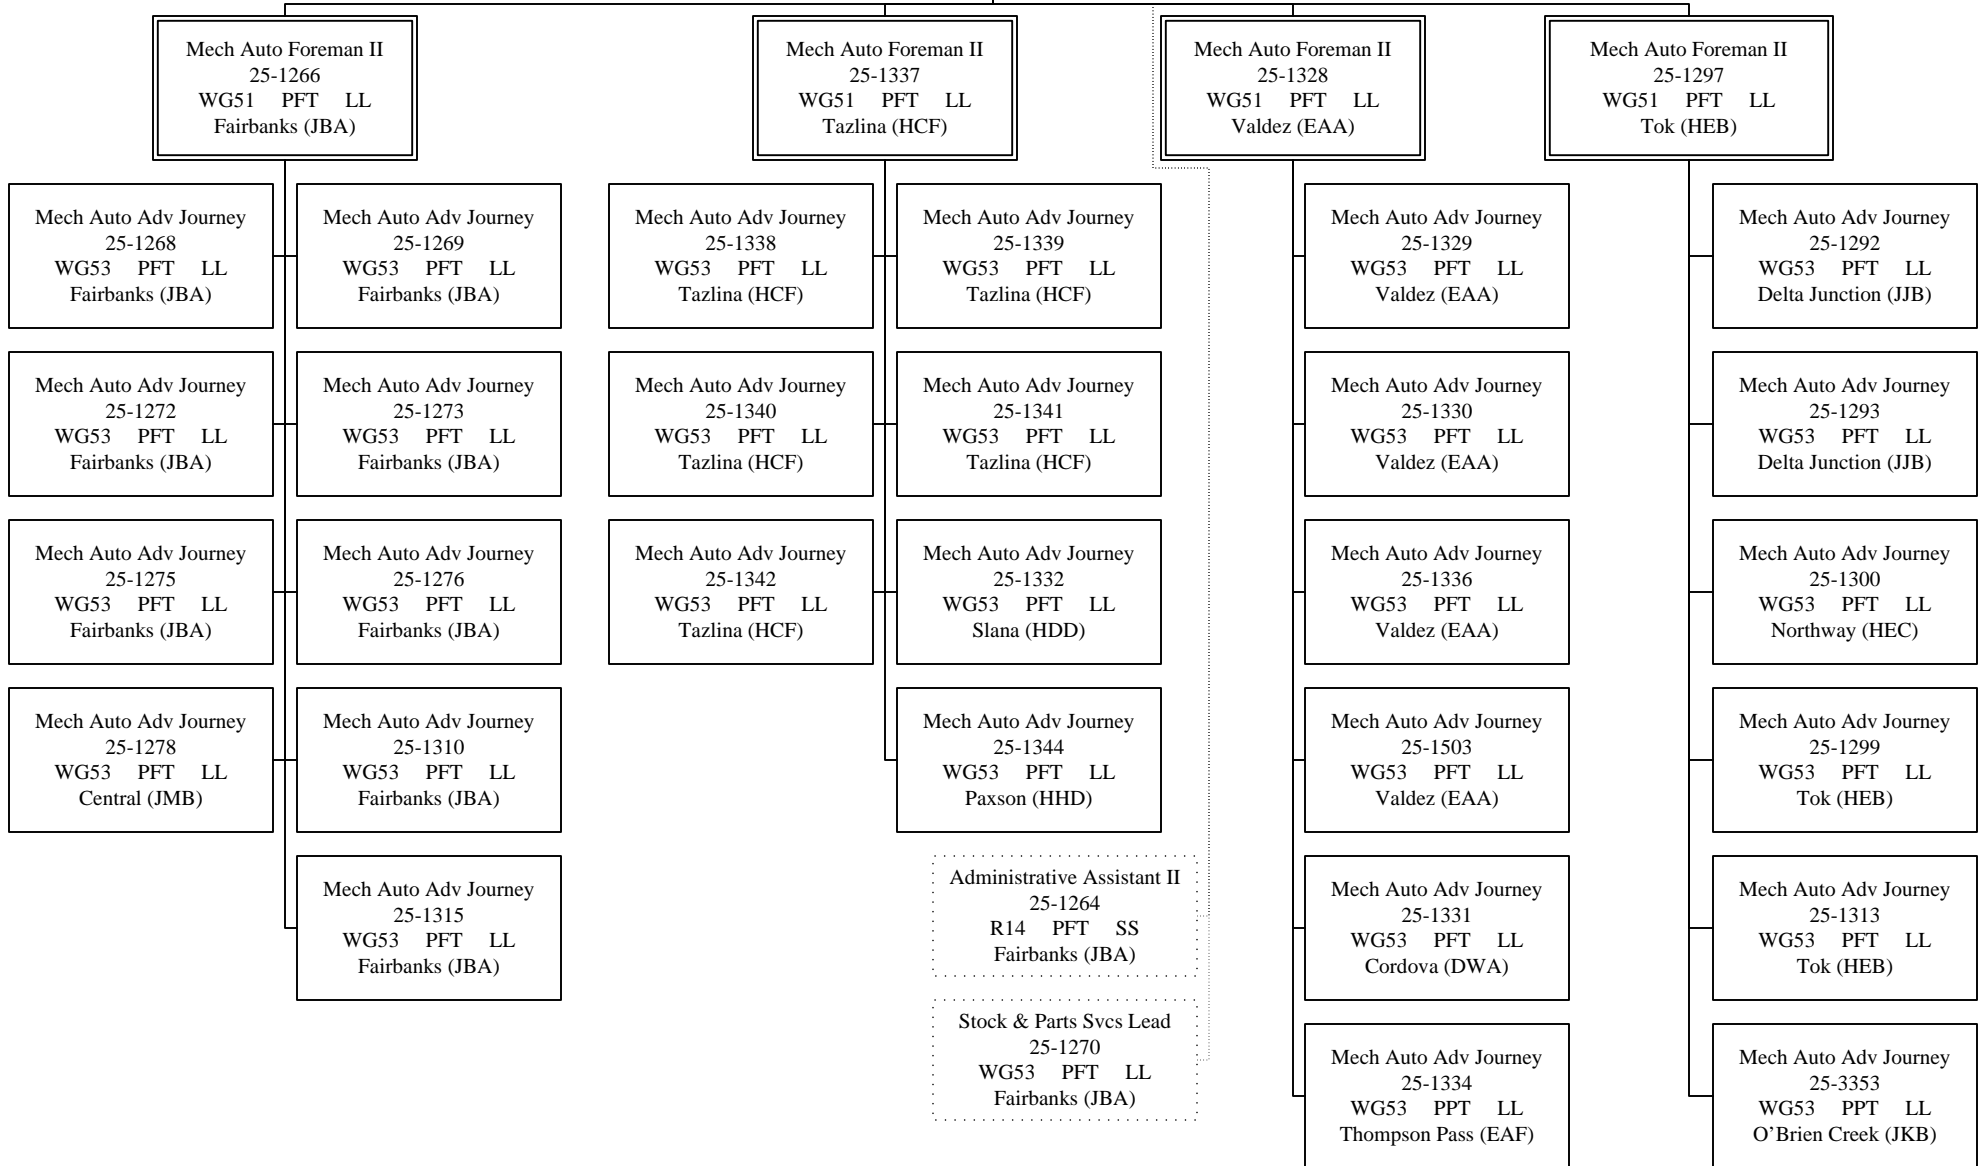 Mech Auto Foreman II
25-1266
WG51 PFT LL
Fairbanks (JBA)
Mech Auto Foreman II
25-1337
WG51 PFT LL
Tazlina (HCF)
Mech Auto Foreman II
25-1328
WG51 PFT LL
Valdez (EAA)
Mech Auto Foreman II
25-1297
WG51 PFT LL
Tok (HEB)
Mech Auto Adv Journey
25-1268
WG53 PFT LL
Fairbanks (JBA)
Mech Auto Adv Journey
25-1269
WG53 PFT LL
Fairbanks (JBA)
Mech Auto Adv Journey
25-1338
WG53 PFT LL
Tazlina (HCF)
Mech Auto Adv Journey
25-1339
WG53 PFT LL
Tazlina (HCF)
Mech Auto Adv Journey
25-1329
WG53 PFT LL
Valdez (EAA)
Mech Auto Adv Journey
25-1292
WG53 PFT LL
Delta Junction (JJB)
Mech Auto Adv Journey
25-1272
WG53 PFT LL
Fairbanks (JBA)
Mech Auto Adv Journey
25-1273
WG53 PFT LL
Fairbanks (JBA)
Mech Auto Adv Journey
25-1340
WG53 PFT LL
Tazlina (HCF)
Mech Auto Adv Journey
25-1341
WG53 PFT LL
Tazlina (HCF)
Mech Auto Adv Journey
25-1330
WG53 PFT LL
Valdez (EAA)
Mech Auto Adv Journey
25-1293
WG53 PFT LL
Delta Junction (JJB)
Mech Auto Adv Journey
25-1275
WG53 PFT LL
Fairbanks (JBA)
Mech Auto Adv Journey
25-1276
WG53 PFT LL
Fairbanks (JBA)
Mech Auto Adv Journey
25-1342
WG53 PFT LL
Tazlina (HCF)
Mech Auto Adv Journey
25-1332
WG53 PFT LL
Slana (HDD)
Mech Auto Adv Journey
25-1336
WG53 PFT LL
Valdez (EAA)
Mech Auto Adv Journey
25-1300
WG53 PFT LL
Northway (HEC)
Mech Auto Adv Journey
25-1278
WG53 PFT LL
Central (JMB)
Mech Auto Adv Journey
25-1310
WG53 PFT LL
Fairbanks (JBA)
Mech Auto Adv Journey
25-1344
WG53 PFT LL
Paxson (HHD)
Mech Auto Adv Journey
25-1503
WG53 PFT LL
Valdez (EAA)
Mech Auto Adv Journey
25-1299
WG53 PFT LL
Tok (HEB)
Mech Auto Adv Journey
25-1315
WG53 PFT LL
Fairbanks (JBA)
Administrative Assistant II
25-1264
R14 PFT SS
Fairbanks (JBA)
Mech Auto Adv Journey
25-1331
WG53 PFT LL
Cordova (DWA)
Mech Auto Adv Journey
25-1313
WG53 PFT LL
Tok (HEB)
Stock & Parts Svcs Lead
25-1270
WG53 PFT LL
Fairbanks (JBA)
Mech Auto Adv Journey
25-1334
WG53 PPT LL
Thompson Pass (EAF)
Mech Auto Adv Journey
25-3353
WG53 PPT LL
O’Brien Creek (JKB)